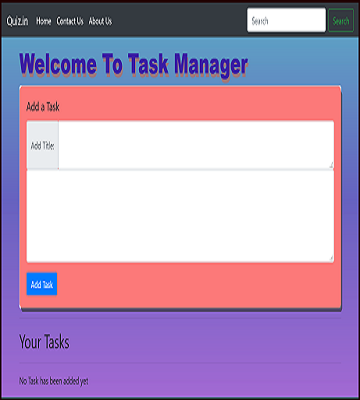 Quiz.in Home Contact Us About Us Search Search
Welcome To Task Manager
Add a Task
Add Title:
Add Task
Your Tasks
No Task has been added yet